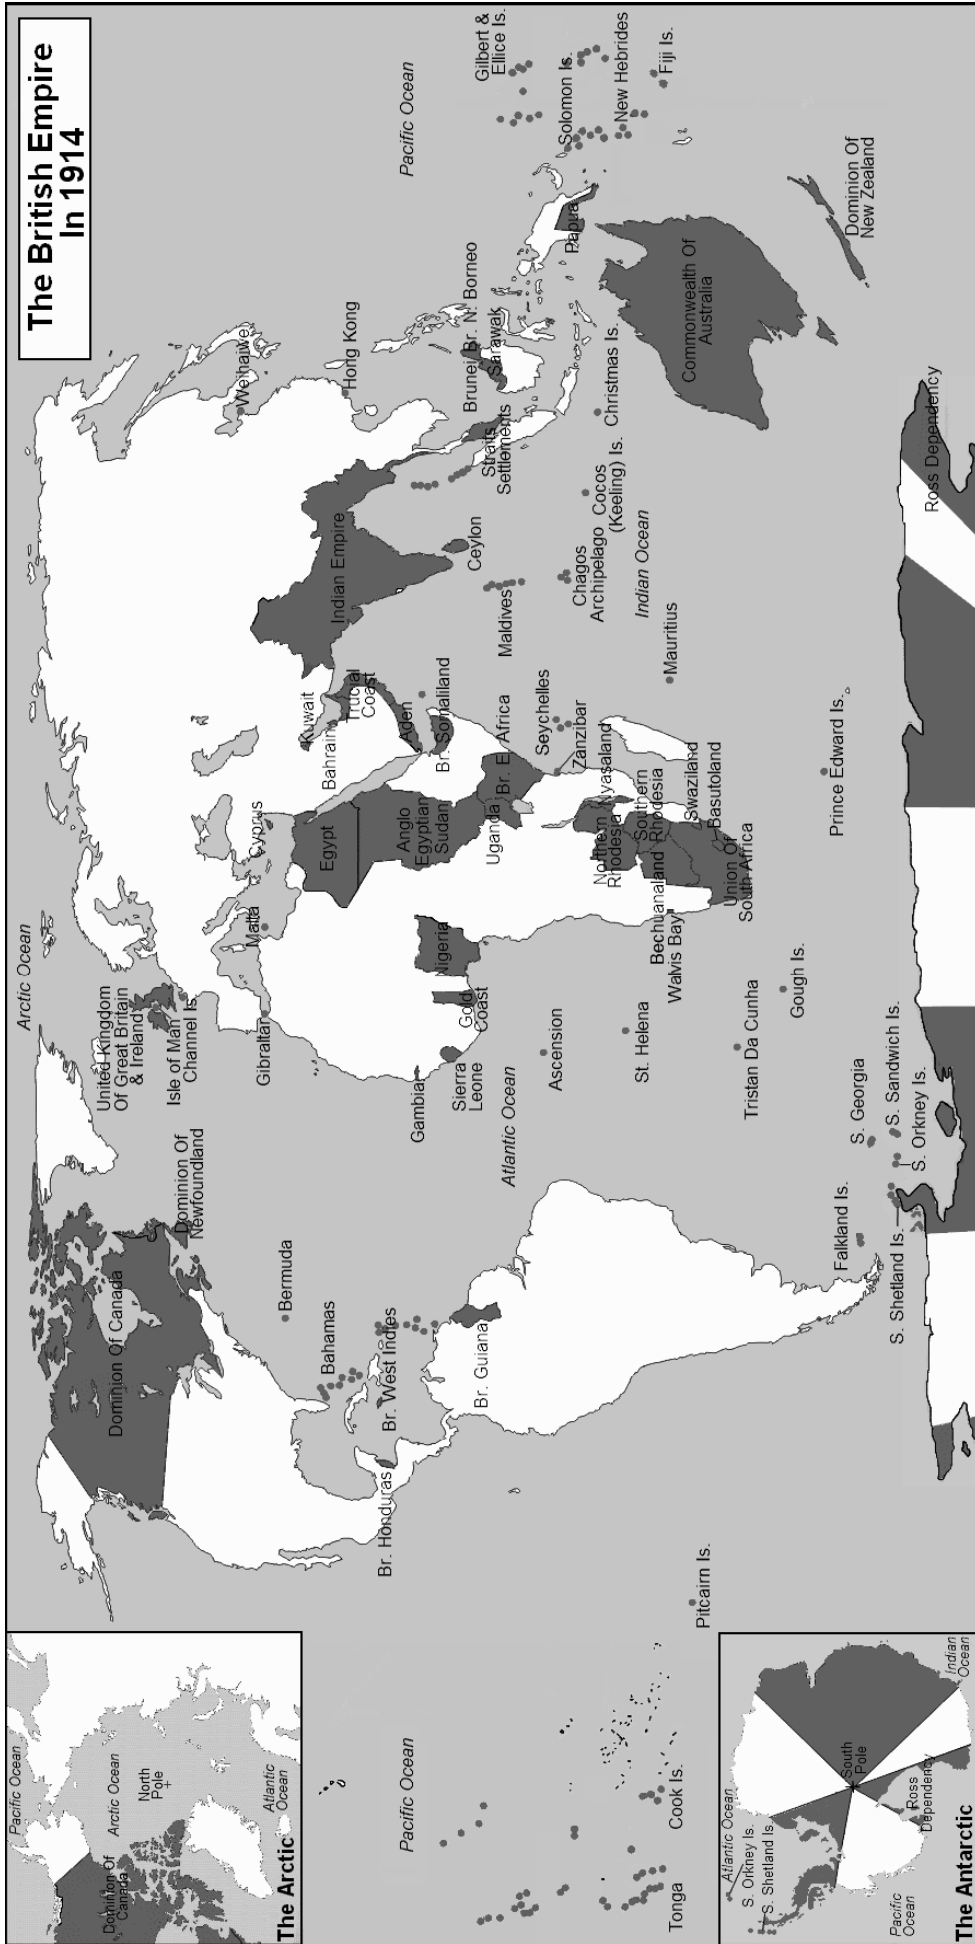 The British Empire
In 1914
Pacific Ocean
Arctic Ocean
North
Pole
Atlantic
Ocean
Dominion Of
Canada
The Arctic
Arctic Ocean
Dominion Of Canada
Dominion Of
Newfoundland
United Kingdom
Of Great Britain
& Ireland
Isle of Man
Channel Is.
Gibraltar
Malta
Cyprus
Bermuda
Bahamas
Br. West Indies
Br. Honduras
Br. Guiana
Atlantic Ocean
Gambia
Sierra
Leone
Gold
Coast
Nigeria
Egypt
Anglo
Egyptian
Sudan
Uganda
Br. E. Africa
Br. Somaliland
Aden
Kuwait
Bahrain
Trucial
Coast
Indian Empire
Ceylon
Maldives
Weihaiwei
Hong Kong
Straits
Settlements
Brunei
Br. N. Borneo
Sarawak
Pacific Ocean
Gilbert &
Ellice Is.
Solomon Is.
New Hebrides
Fiji Is.
Papua
Christmas Is.
Cocos
(Keeling) Is.
Chagos
Archipelago
Indian Ocean
Seychelles
Zanzibar
Mauritius
Nyasaland
Northern
Rhodesia
Southern
Rhodesia
Bechuanaland
Walvis Bay
Swaziland
Basutoland
Union Of
South Africa
Ascension
St. Helena
Tristan Da Cunha
Gough Is.
Prince Edward Is.
Commonwealth Of
Australia
Dominion Of
New Zealand
Ross Dependency
Falkland Is.
S. Georgia
S. Sandwich Is.
S. Orkney Is.
S. Shetland Is.
Pitcairn Is.
Pacific Ocean
Cook Is.
Tonga
Atlantic Ocean
S. Orkney Is.
S. Shetland Is.
South
Pole
Ross
Dependency
Pacific
Ocean
Indian
Ocean
The Antarctic